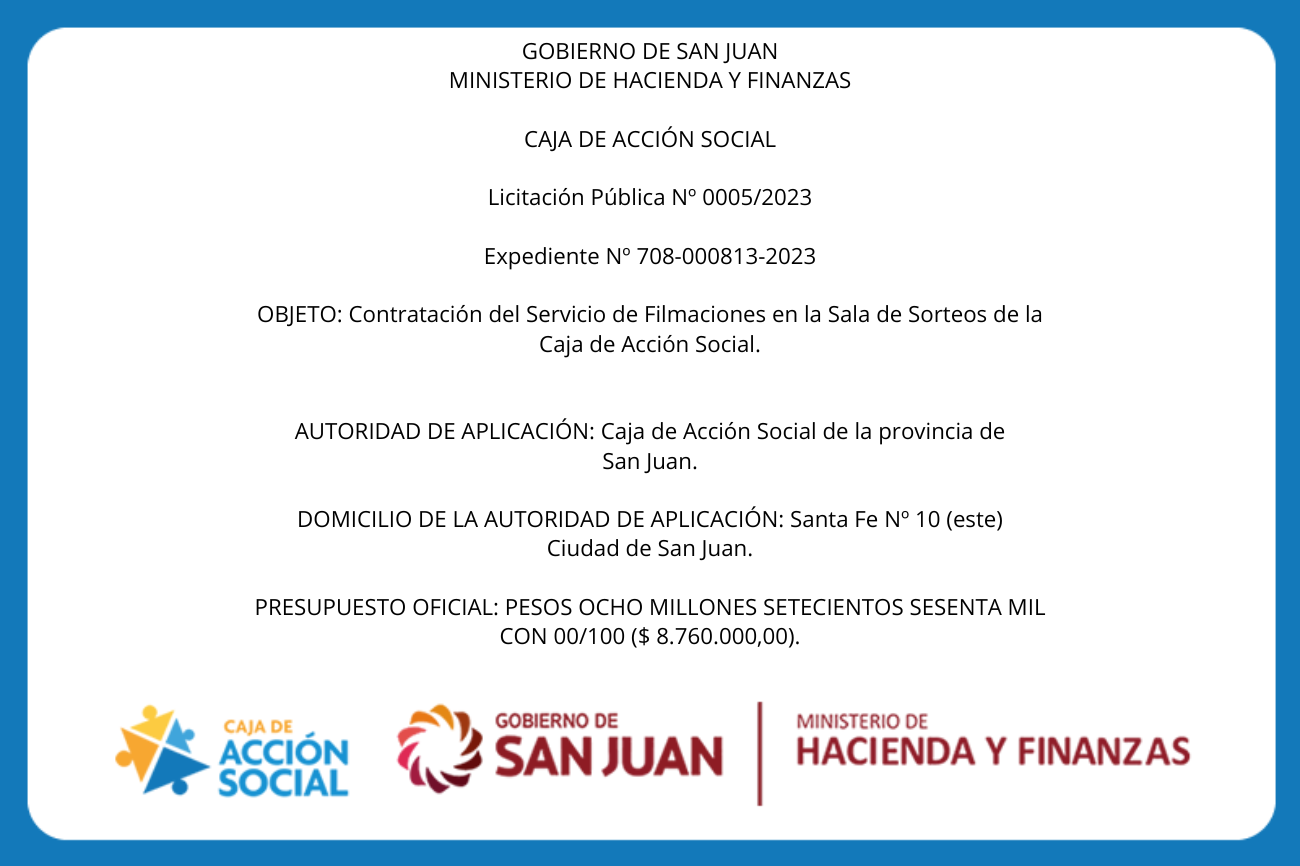 GOBIERNO DE SAN JUAN
MINISTERIO DE HACIENDA Y FINANZAS
CAJA DE ACCIÓN SOCIAL
Licitación Pública Nº 0005/2023
Expediente Nº 708-000813-2023
OBJETO: Contratación del Servicio de Filmaciones en la Sala de Sorteos de la
Caja de Acción Social.
AUTORIDAD DE APLICACIÓN: Caja de Acción Social de la provincia de
San Juan.
DOMICILIO DE LA AUTORIDAD DE APLICACIÓN: Santa Fe Nº 10 (este)
Ciudad de San Juan.
PRESUPUESTO OFICIAL: PESOS OCHO MILLONES SETECIENTOS SESENTA MIL
CON 00/100 ($ 8.760.000,00).
CAJA DE
ACCIÓN
SOCIAL
GOBIERNO DE
SAN JUAN
MINISTERIO DE
HACIENDA Y FINANZAS